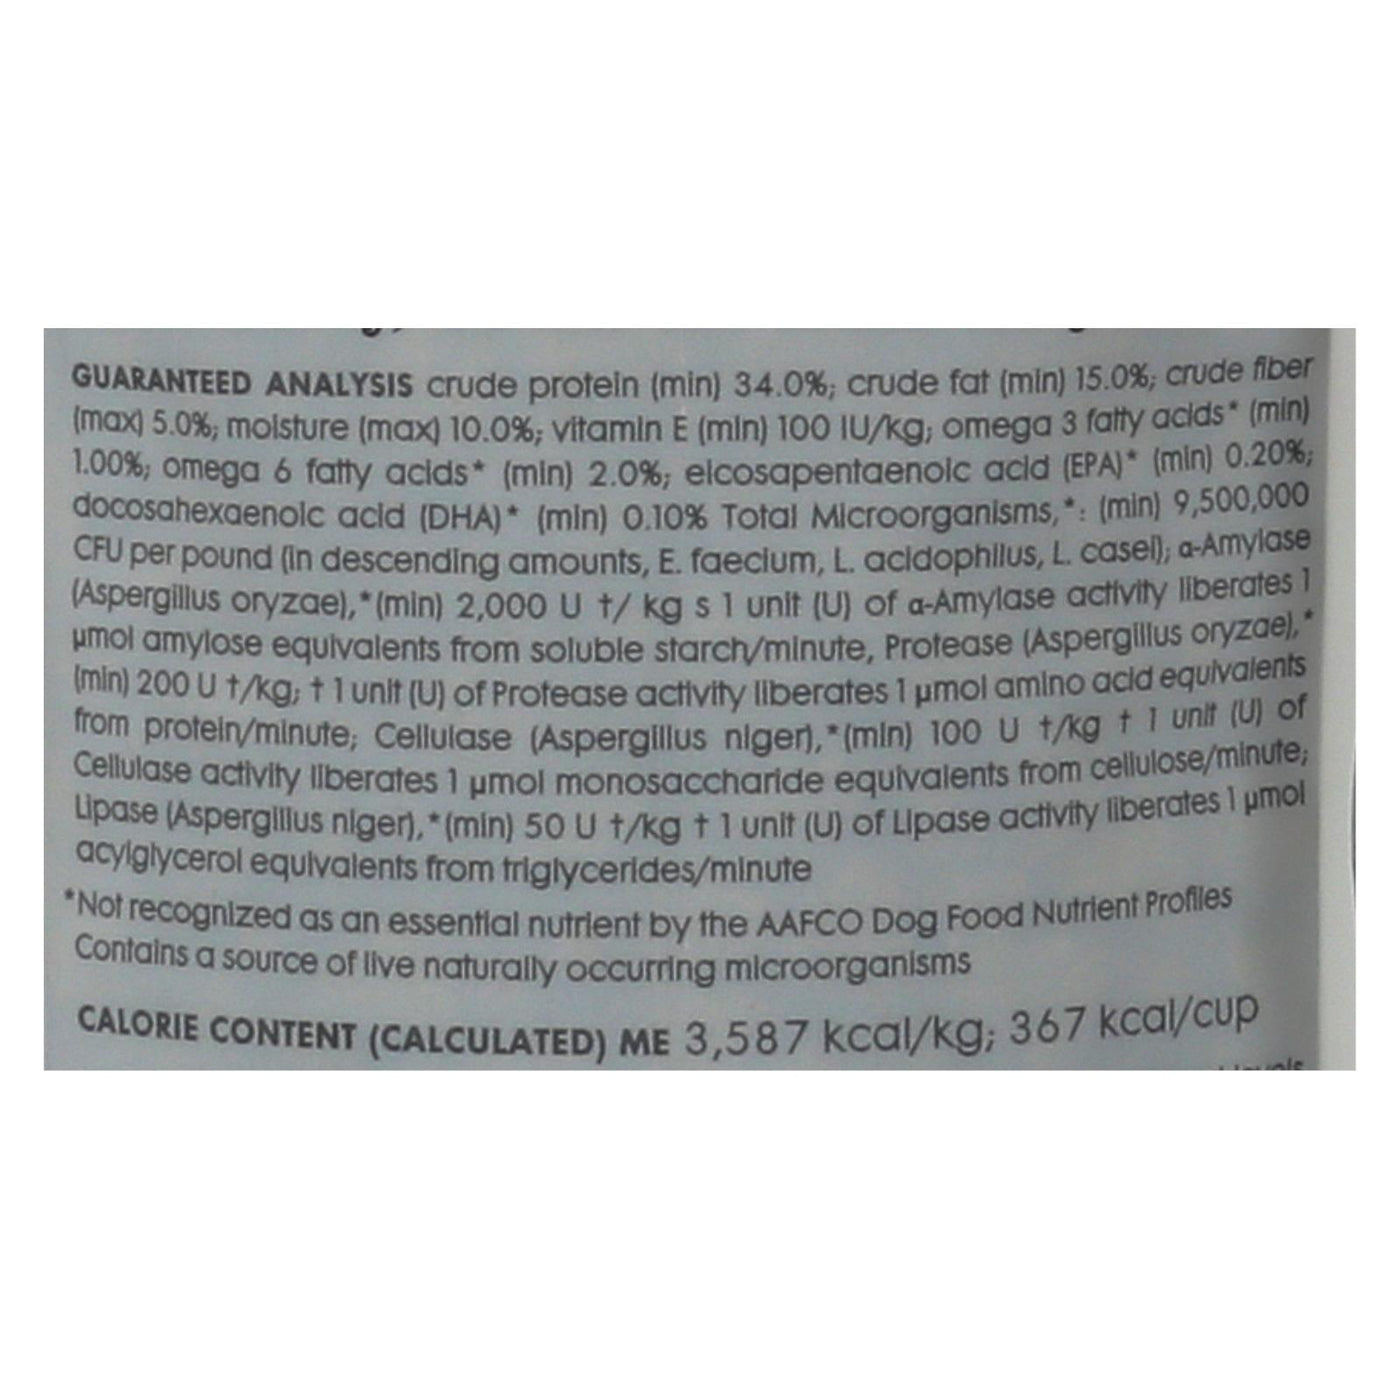 GUARANTEED ANALYSIS crude protein (min) 34.0%; crude fat (min) 15.0%; crude fiber
(max) 5.0%; moisture (max) 10.0%; vitamin E (min) 100 IU/kg; omega 3 fatty acids* (min)
1.00%; omega 6 fatty acids* (min) 2.0%; eicosapentaenoic acid (EPA)* (min) 0.20%;
docosahexaenoic acid (DHA)* (min) 0.10% Total Microorganisms,*: (min) 9,500,000
CFU per pound (in descending amounts, E. faecium, L. acidophilus, L. casei); α-Amylase
(Aspergillus oryzae),*(min) 2,000 U †/ kg s 1 unit (U) of α-Amylase activity liberates 1
µmol amylose equivalents from soluble starch/minute, Protease (Aspergillus oryzae),*
(min) 200 U †/kg; † 1 unit (U) of Protease activity liberates 1 µmol amino acid equivalents
from protein/minute; Cellulase (Aspergillus niger),*(min) 100 U †/kg † 1 unit (U) of
Cellulase activity liberates 1 µmol monosaccharide equivalents from cellulose/minute;
Lipase (Aspergillus niger),*(min) 50 U †/kg † 1 unit (U) of Lipase activity liberates 1 µmol
acylglycerol equivalents from triglycerides/minute
*Not recognized as an essential nutrient by the AAFCO Dog Food Nutrient Profiles
Contains a source of live naturally occurring microorganisms
CALORIE CONTENT (CALCULATED) ME 3,587 kcal/kg; 367 kcal/cup